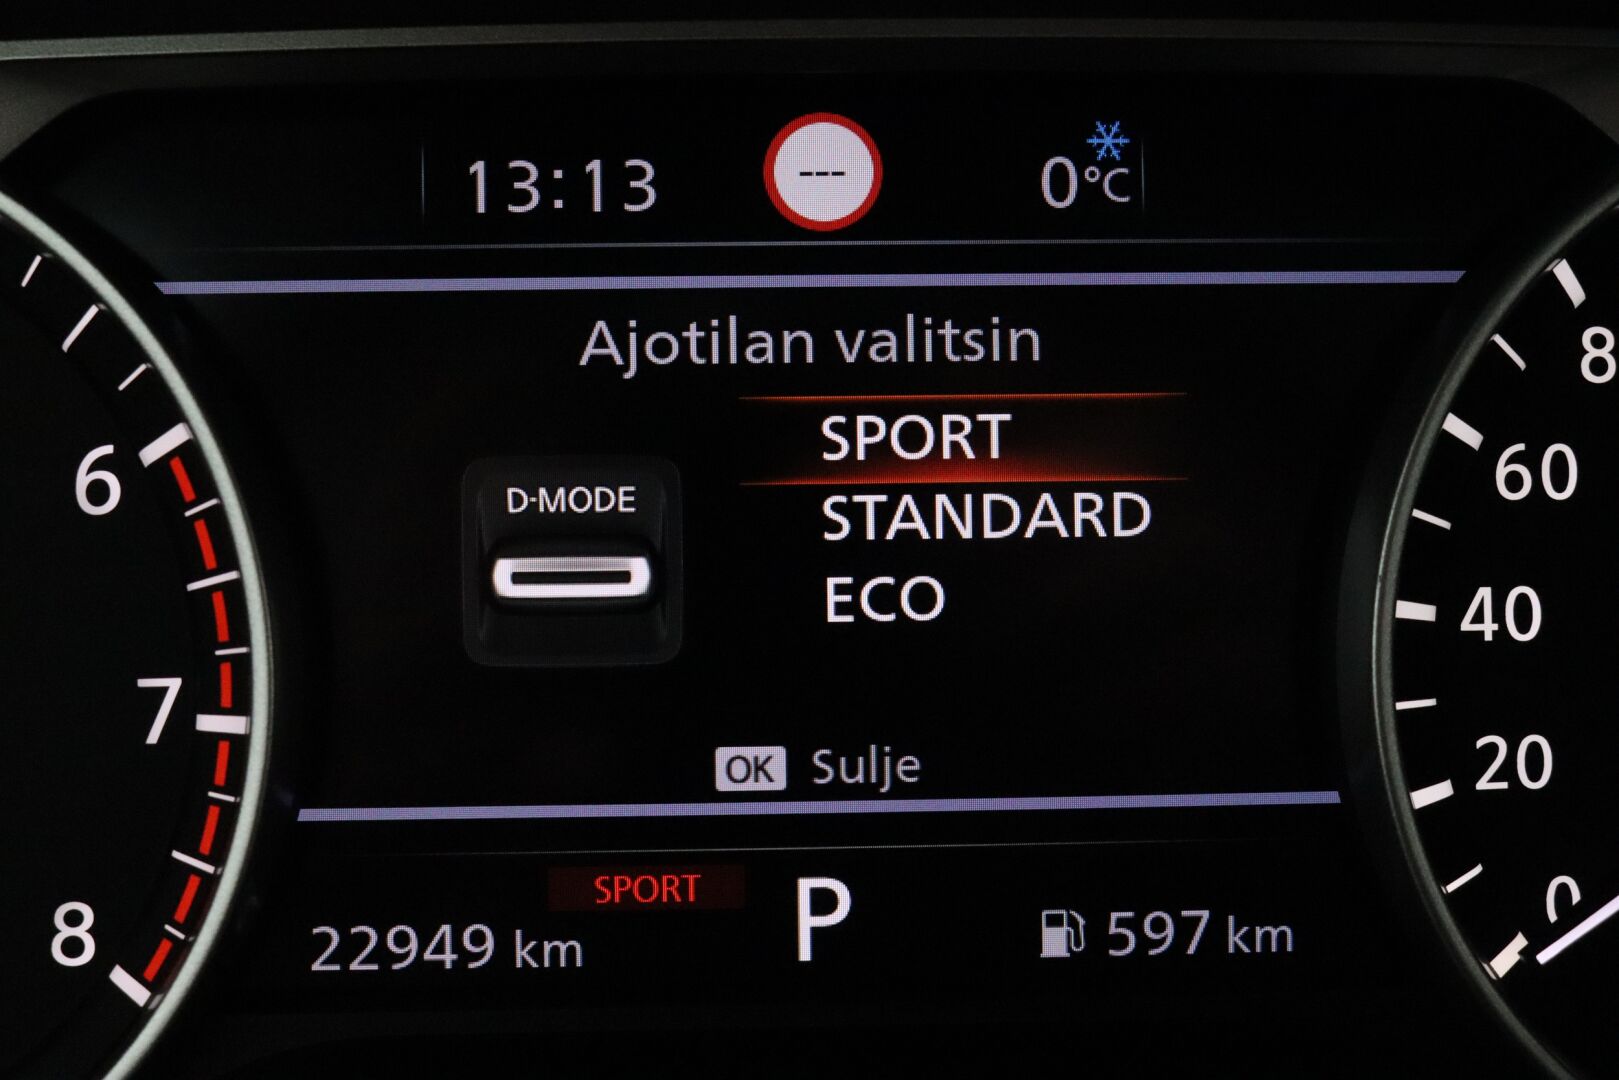 13:13 --- 0°C
Ajotilan valitsin
SPORT
D-MODE
STANDARD
ECO
OK Sulje
SPORT
22949 km
P
597 km
6
7
8
8
60
40
20
0